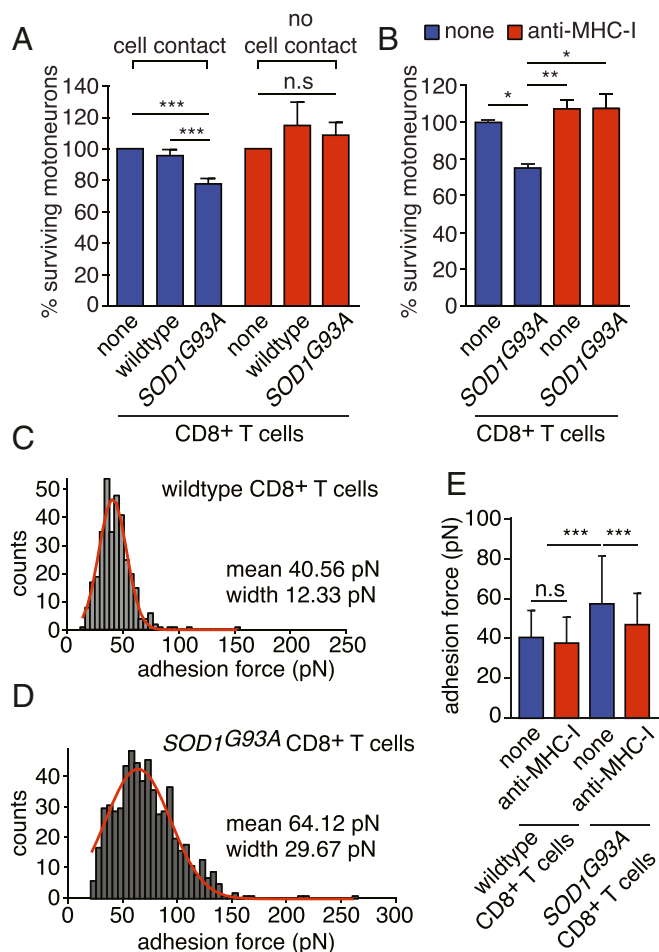 A
no
cell contact
cell contact
n.s
***
***
% surviving motoneurons
120
100
80
60
40
20
0
none
wildtype
SOD1G93A
none
wildtype
SOD1G93A
CD8+ T cells
B
none
anti-MHC-I
*
*
**
% surviving motoneurons
120
100
80
60
40
20
0
none
SOD1G93A
none
SOD1G93A
CD8+ T cells
C
wildtype CD8+ T cells
mean 40.56 pN
width 12.33 pN
counts
50
40
30
20
10
0
0
50
100
150
200
250
adhesion force (pN)
D
SOD1G93A CD8+ T cells
mean 64.12 pN
width 29.67 pN
counts
40
30
20
10
0
0
50
100
150
200
250
300
adhesion force (pN)
E
adhesion force (pN)
100
80
60
40
20
0
***
***
n.s
none
anti-MHC-I
none
anti-MHC-I
wildtype
CD8+ T cells
SOD1G93A
CD8+ T cells